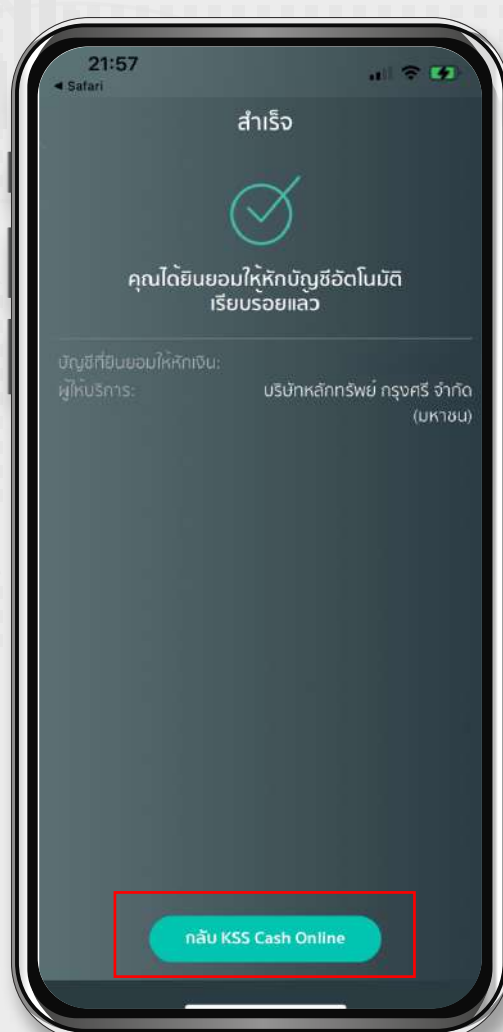 21:57
◀ Safari
สำเร็จ
คุณได้ยินยอมให้หักบัญชีอัตโนมัติ
เรียบร้อยแล้ว
บัญชีที่ยินยอมให้หักเงิน:
ผู้ให้บริการ: บริษัทหลักทรัพย์ กรุงศรี จำกัด
(มหาชน)
กลับ KSS Cash Online